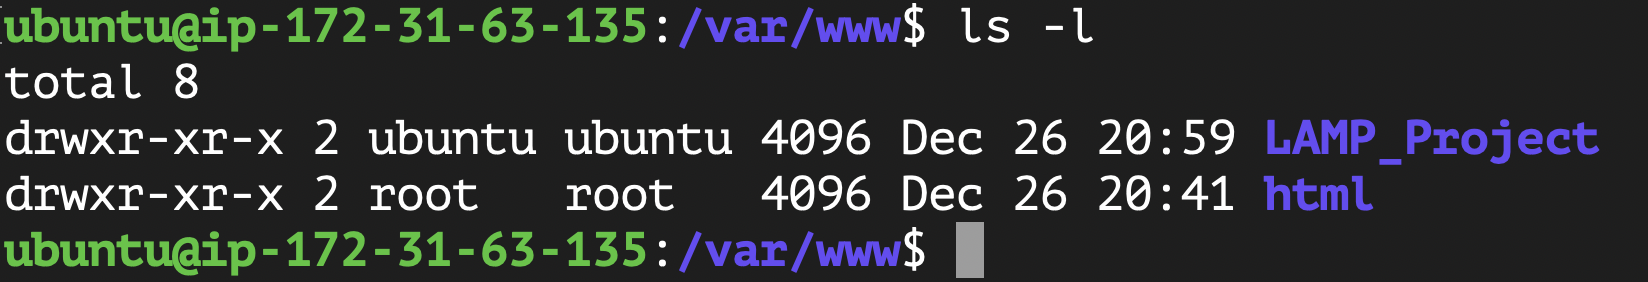 ubuntu@ip-172-31-63-135:/var/www$ ls -l
total 8
drwxr-xr-x 2 ubuntu ubuntu 4096 Dec 26 20:59 LAMP_Project
drwxr-xr-x 2 root   root   4096 Dec 26 20:41 html
ubuntu@ip-172-31-63-135:/var/www$